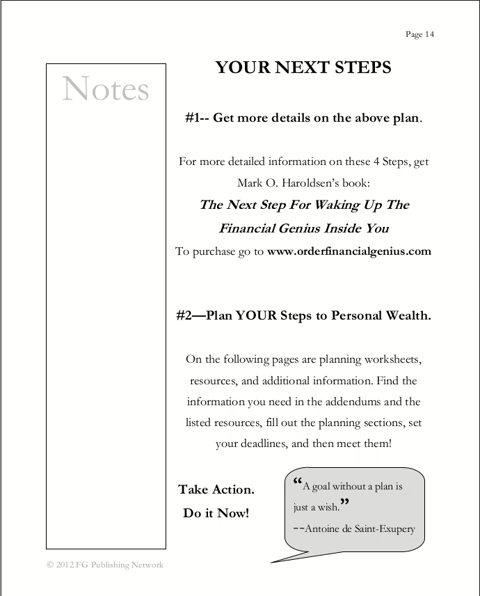 Page 14
Notes
YOUR NEXT STEPS
#1-- Get more details on the above plan.
For more detailed information on these 4 Steps, get
Mark O. Haroldsen's book:
The Next Step For Waking Up The
Financial Genius Inside You
To purchase go to www.orderfinancialgenius.com
#2—Plan YOUR Steps to Personal Wealth.
On the following pages are planning worksheets,
resources, and additional information. Find the
information you need in the addendums and the
listed resources, fill out the planning sections, set
your deadlines, and then meet them!
Take Action.
Do it Now!
“A goal without a plan is
just a wish.”
--Antoine de Saint-Exupery
© 2012 FG Publishing Network